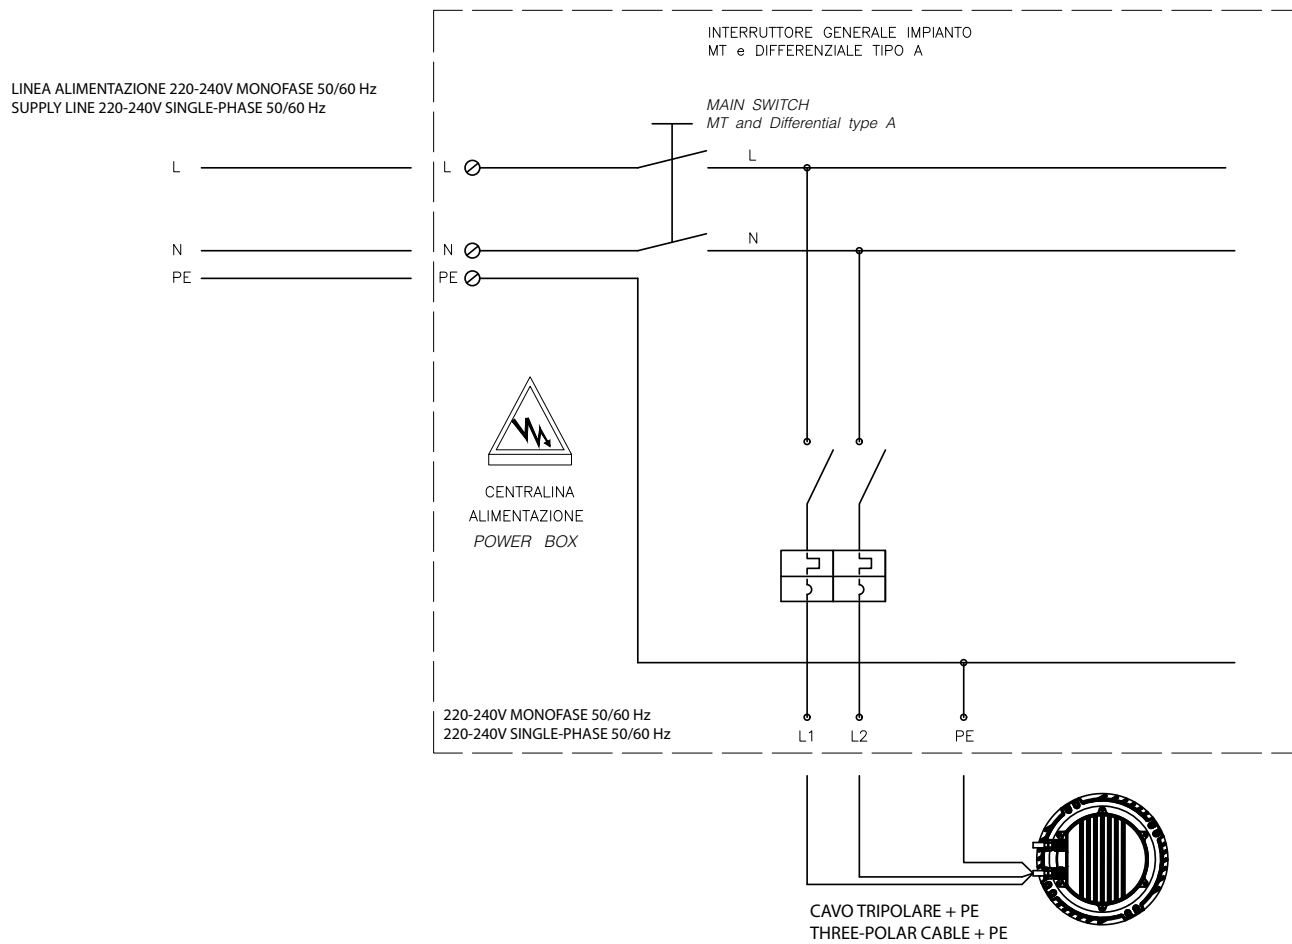 INTERRUTTORE GENERALE IMPIANTO
MT e DIFFERENZIALE TIPO A
LINEA ALIMENTAZIONE 220-240V MONOFASE 50/60 Hz
SUPPLY LINE 220-240V SINGLE-PHASE 50/60 Hz
MAIN SWITCH
MT and Differential type A
L
L
L
N
N
N
PE
PE
CENTRALINA
ALIMENTAZIONE
POWER BOX
220-240V MONOFASE 50/60 Hz
220-240V SINGLE-PHASE 50/60 Hz
L1
L2
PE
CAVO TRIPOLARE + PE
THREE-POLAR CABLE + PE